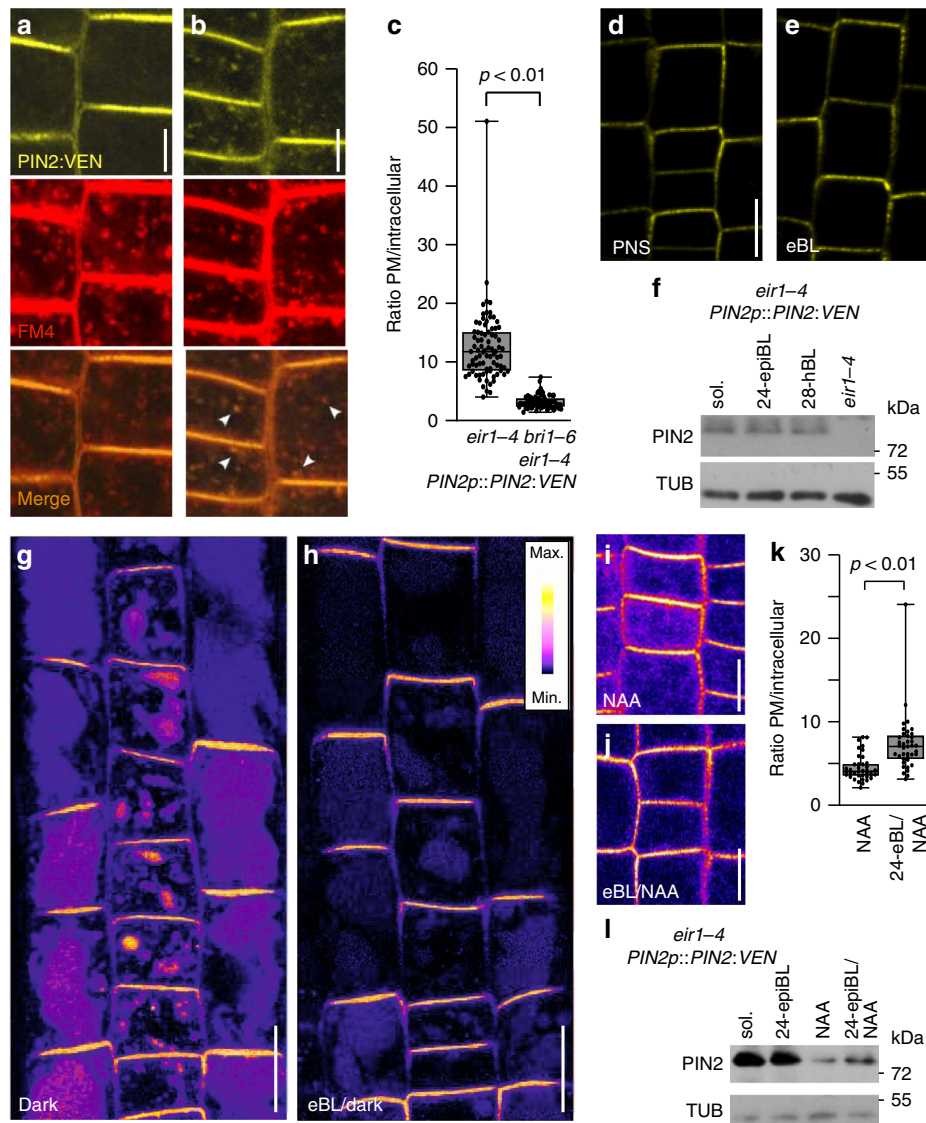 a
PIN2:VEN
FM4
Merge
b
c
Ratio PM/intracellular
60
50
40
30
20
10
0
p < 0.01
eir1–4 bri1–6
eir1–4
PIN2p::PIN2:VEN
d
PNS
e
eBL
f
eir1–4
PIN2p::PIN2:VEN
sol.
24-epiBL
28-hBL
eir1–4
kDa
PIN2
72
55
TUB
g
Dark
h
Max.
Min.
eBL/dark
i
NAA
j
eBL/NAA
k
Ratio PM/intracellular
30
20
10
0
p < 0.01
NAA
24-eBL/
NAA
l
eir1–4
PIN2p::PIN2:VEN
sol.
24-epiBL
NAA
24-epiBL/
NAA
kDa
PIN2
72
55
TUB